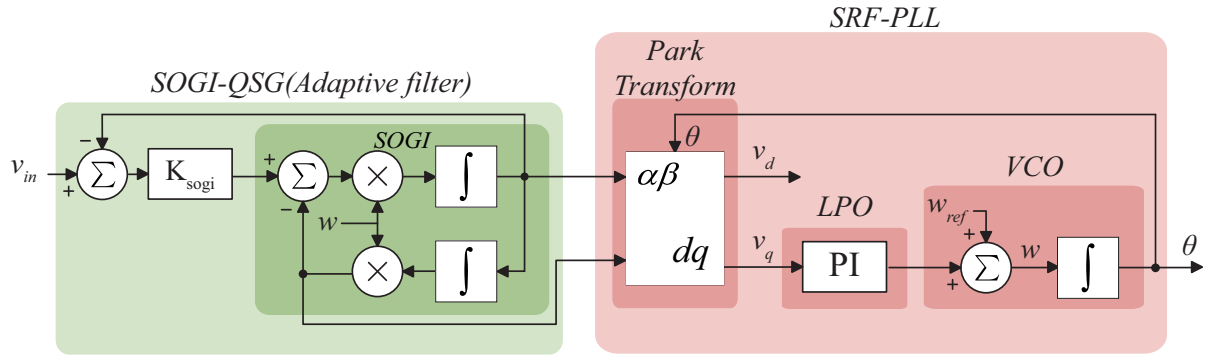 SRF-PLL
Park
Transform
SOGI-QSG(Adaptive filter)
SOGI
θ
VCO
v_in
−
+
Σ
K_sogi
+
−
Σ
×
∫
αβ
v_d
LPO
w_ref
w
×
∫
dq
v_q
PI
+
+
Σ
w
∫
θ